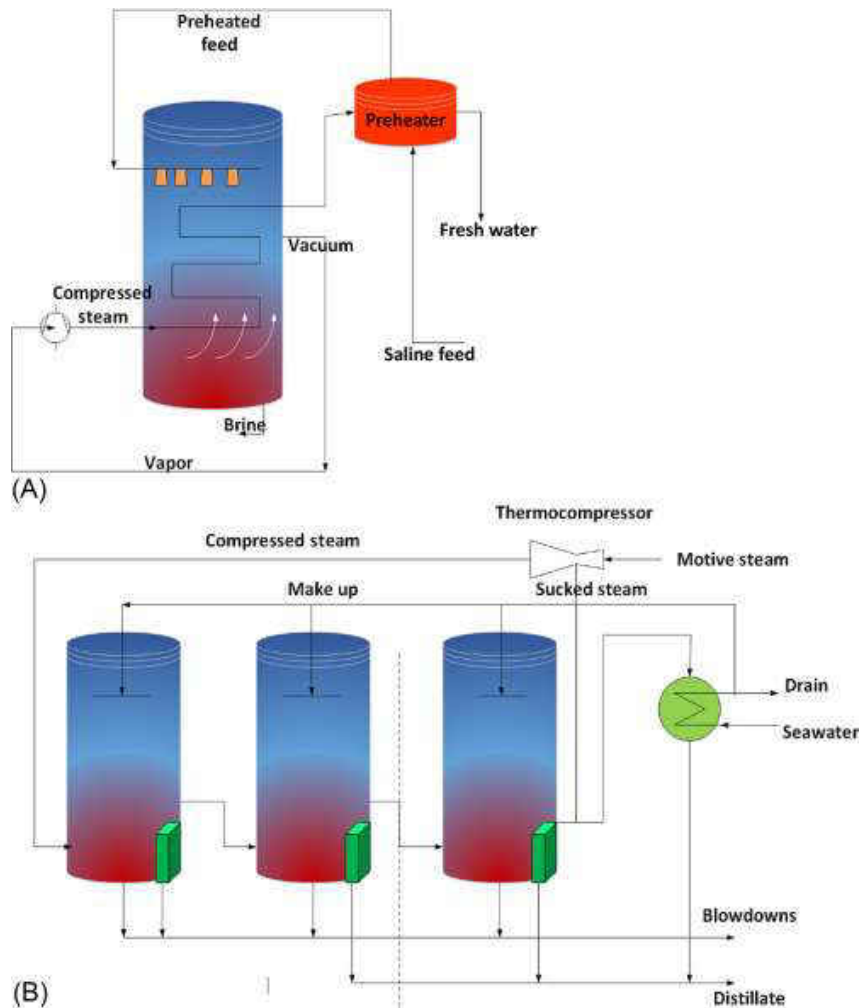 Preheated
feed
Preheater
Fresh water
Vacuum
Compressed
steam
Saline feed
Brine
Vapor
(A)
Thermocompressor
Compressed steam
Motive steam
Make up
Sucked steam
Drain
Seawater
Blowdowns
(B)
Distillate